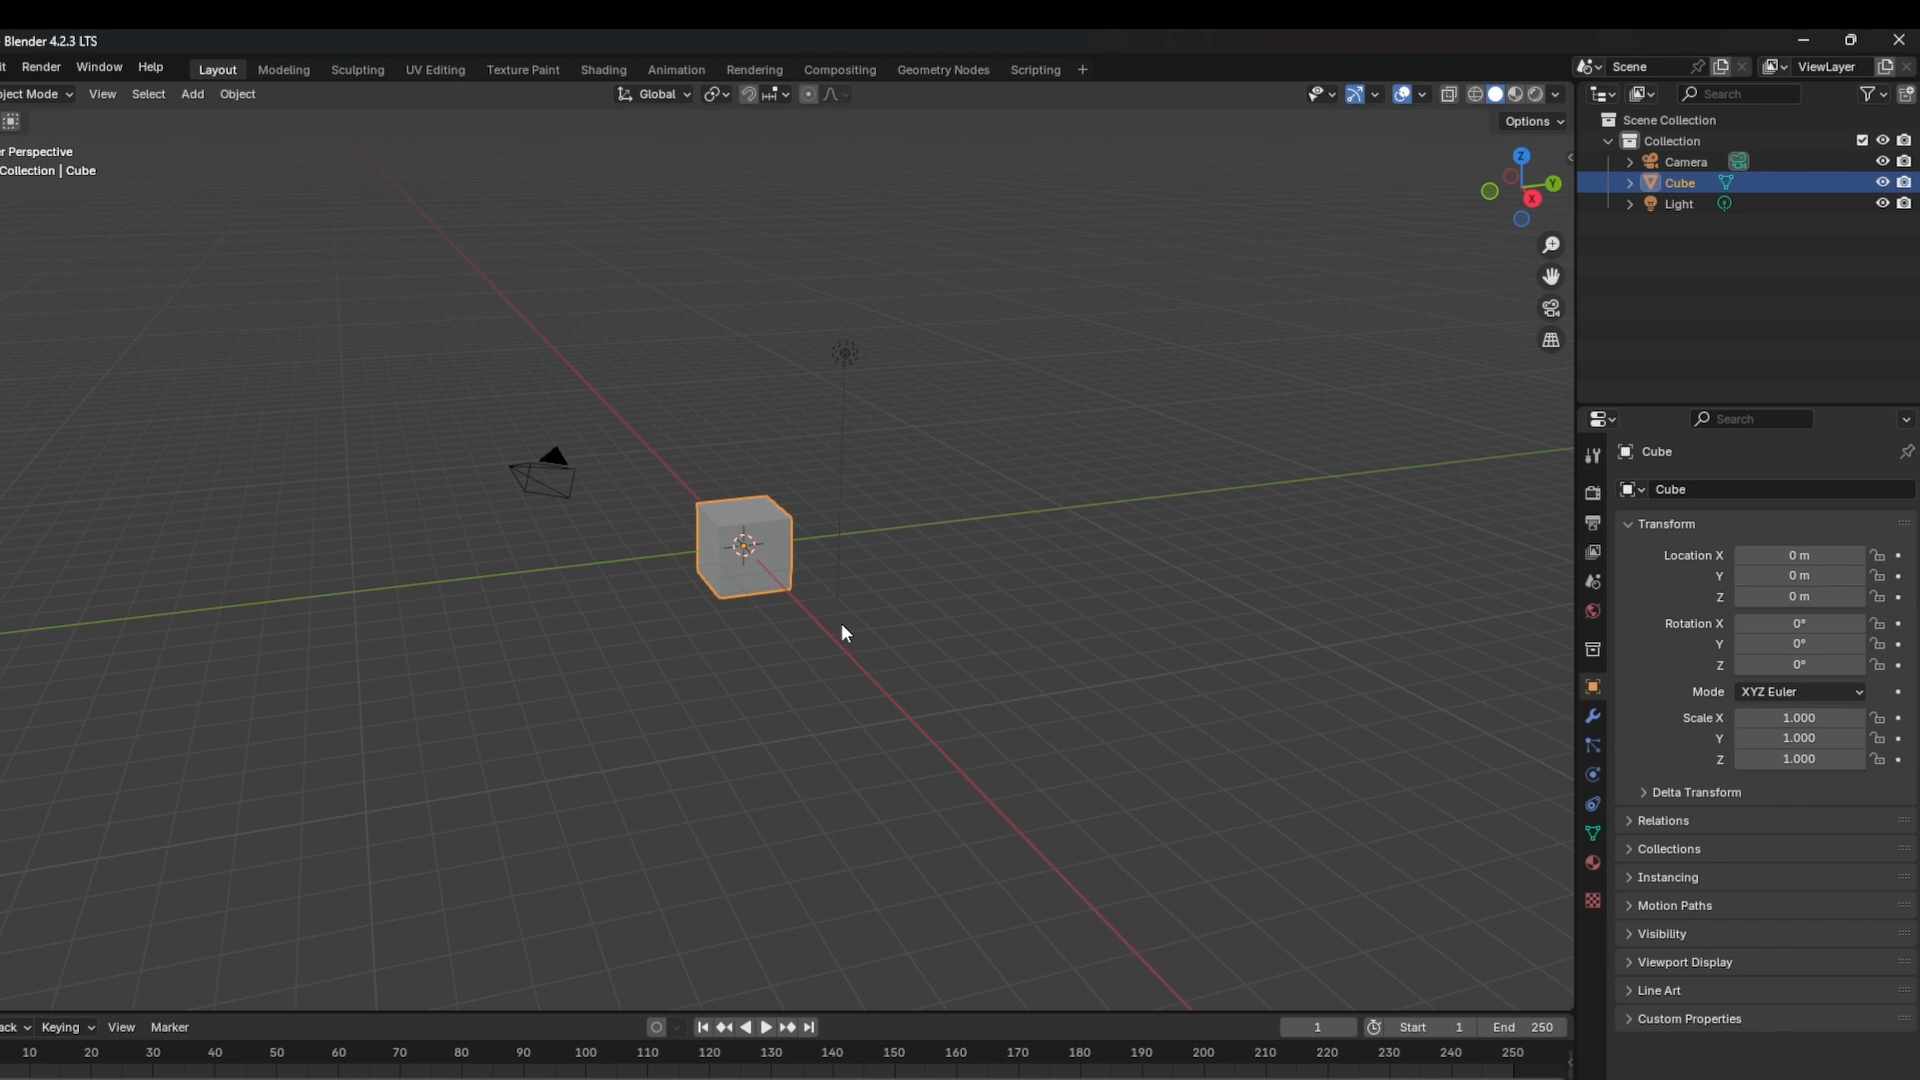 Blender 4.2.3 LTS
it Render Window Help Layout Modeling Sculpting UV Editing Texture Paint Shading Animation Rendering Compositing Geometry Nodes Scripting + Scene ViewLayer
ject Mode View Select Add Object Global Search
Options
Scene Collection
r Perspective
Collection | Cube
Collection
Camera
Cube
Light
Z
Y
X
Search
Cube
Cube
Transform
Location X 0 m
Y 0 m
Z 0 m
Rotation X 0°
Y 0°
Z 0°
Mode XYZ Euler
Scale X 1.000
Y 1.000
Z 1.000
Delta Transform
Relations
Collections
Instancing
Motion Paths
Visibility
Viewport Display
Line Art
Custom Properties
ack Keying View Marker 1 Start 1 End 250
10 20 30 40 50 60 70 80 90 100 110 120 130 140 150 160 170 180 190 200 210 220 230 240 250